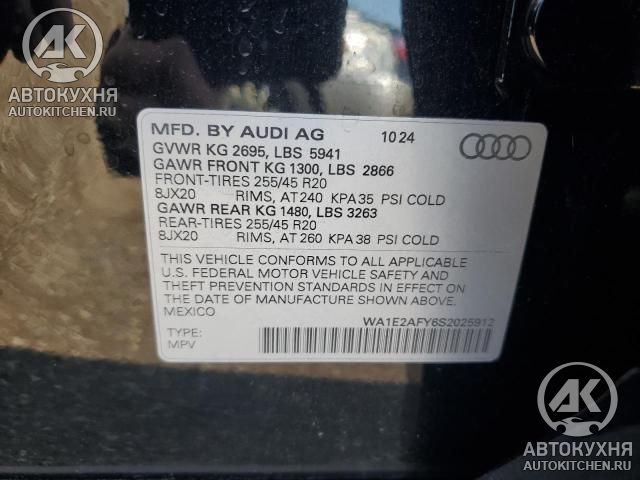 AK
АВТОКУХНЯ
AUTOKITCHEN.RU
MFD. BY AUDI AG 10 24
GVWR KG 2695, LBS 5941
GAWR FRONT KG 1300, LBS 2866
FRONT-TIRES 255/45 R20
8JX20 RIMS, AT 240 KPA 35 PSI COLD
GAWR REAR KG 1480, LBS 3263
REAR-TIRES 255/45 R20
8JX20 RIMS, AT 260 KPA 38 PSI COLD
THIS VEHICLE CONFORMS TO ALL APPLICABLE
U.S. FEDERAL MOTOR VEHICLE SAFETY AND
THEFT PREVENTION STANDARDS IN EFFECT ON
THE DATE OF MANUFACTURE SHOWN ABOVE.
MEXICO
WA1E2AFY6S2025912
TYPE:
MPV
AK
АВТОКУХНЯ
AUTOKITCHEN.RU